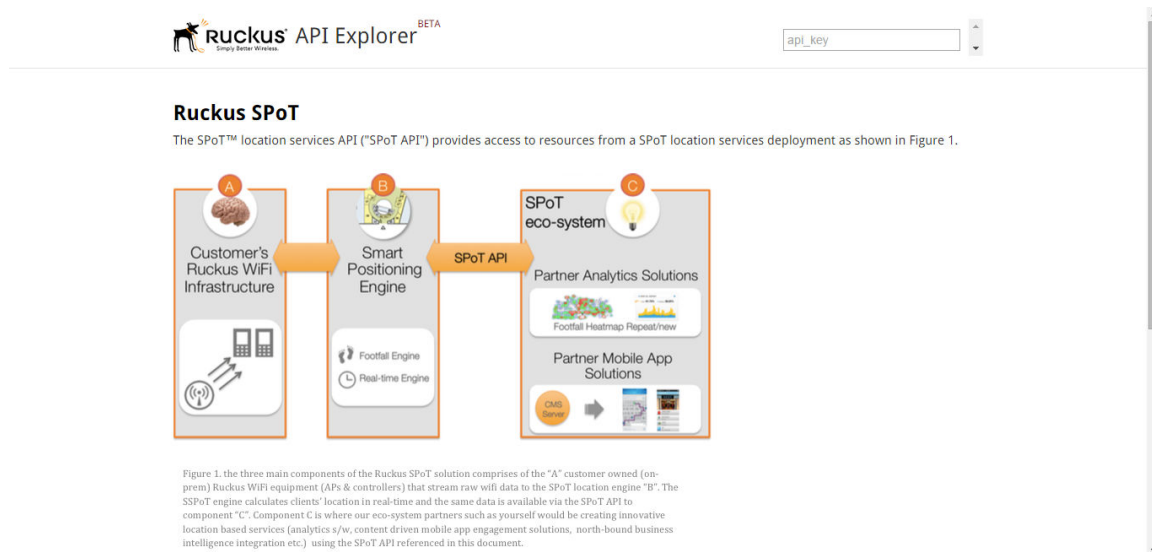 RUCKUS
Simply Better Wireless.
API Explorer
BETA
api_key
Ruckus SPoT
The SPoT™ location services API ("SPoT API") provides access to resources from a SPoT location services deployment as shown in Figure 1.
A
B
C
Customer's
Ruckus WiFi
Infrastructure
Smart
Positioning
Engine
Footfall Engine
Real-time Engine
SPoT API
SPoT
eco-system
Partner Analytics Solutions
Footfall Heatmap Repeat/new
Partner Mobile App
Solutions
CMS
Server
Figure 1. the three main components of the Ruckus SPoT solution comprises of the "A" customer owned (on-
prem) Ruckus WiFi equipment (APs & controllers) that stream raw wifi data to the SPoT location engine "B". The
SSPoT engine calculates clients' location in real-time and the same data is available via the SPoT API to
component "C". Component C is where our eco-system partners such as yourself would be creating innovative
location based services (analytics s/w, content driven mobile app engagement solutions, north-bound business
intelligence integration etc.) using the SPoT API referenced in this document.